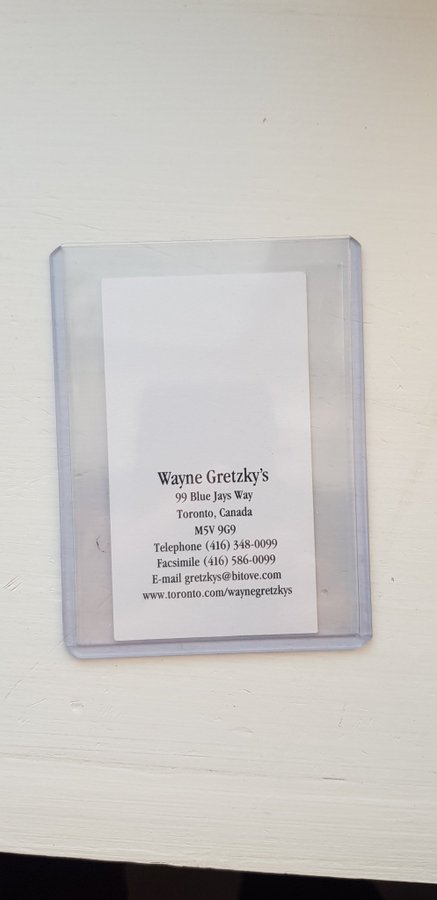 Wayne Gretzky's
99 Blue Jays Way
Toronto, Canada
M5V 9G9
Telephone (416) 348-0099
Facsimile (416) 586-0099
E-mail gretzkys@bitove.com
www.toronto.com/waynegretzkys